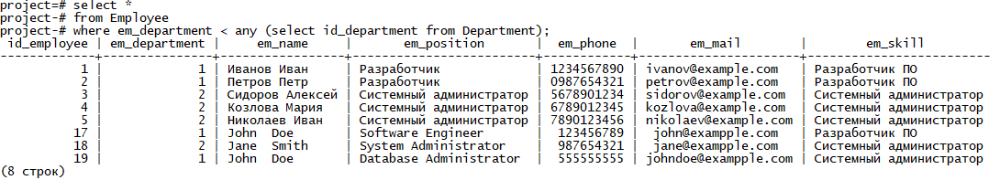 project=# select *
project-# from Employee
project-# where em_department < any (select id_department from Department);
 id_employee | em_department |     em_name      |      em_position        |  em_phone  |       em_mail        |       em_skill
-------------+---------------+------------------+-------------------------+------------+----------------------+-------------------------
           1 |             1 | Иванов Иван      | Разработчик             | 1234567890 | ivanov@exampple.com  | Разработчик ПО
           2 |             1 | Петров Петр      | Разработчик             | 0987654321 | petrov@exampple.com  | Разработчик ПО
           3 |             2 | Сидоров Алексей  | Системный администратор | 5678901234 | sidorov@exampple.com | Системный администратор
           4 |             2 | Козлова Мария    | Системный администратор | 6789012345 | kozlova@exampple.com | Системный администратор
           5 |             2 | Николаев Иван    | Системный администратор | 7890123456 | nikolaev@exampple.com | Системный администратор
          17 |             1 | John  Doe        | Software Engineer       |  123456789 |  john@exampple.com   | Разработчик ПО
          18 |             2 | Jane  Smith      | System Administrator    |  987654321 |  jane@exampple.com   | Системный администратор
          19 |             1 | John  Doe        | Database Administrator  |  555555555 | johndoe@exampple.com | Системный администратор
(8 строк)